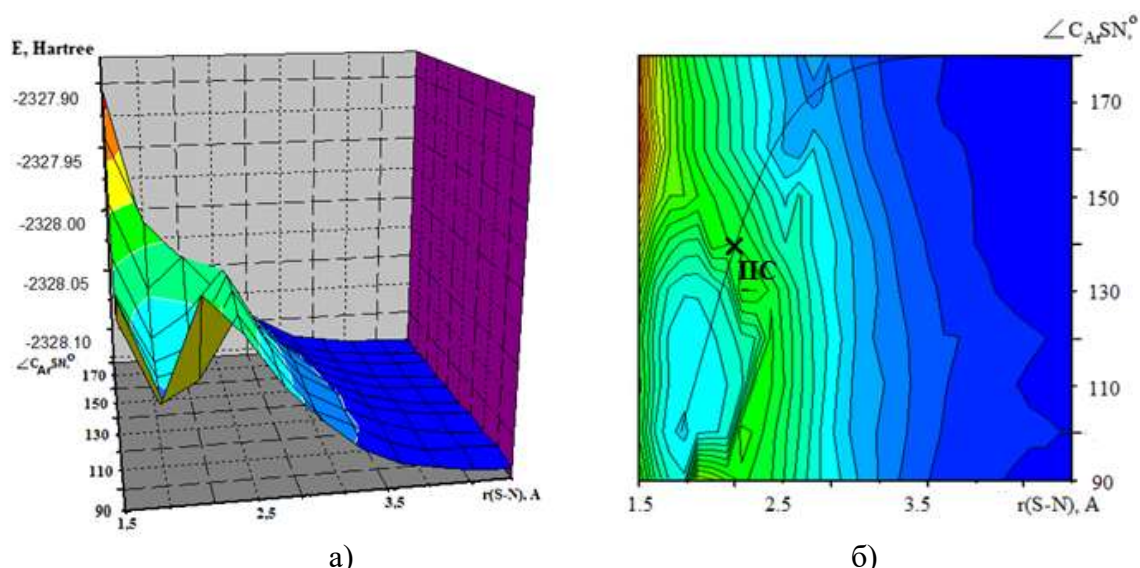 E, Hartree
-2327.90
-2327.95
-2328.00
-2328.05
-2328.10
∠C_ArSN,°
170
150
130
110
90
1,5
2,5
3,5
r(S-N), A
а)
∠C_ArSN,°
170
150
130
110
90
ПС
1.5
2.5
3.5
r(S-N), A
б)